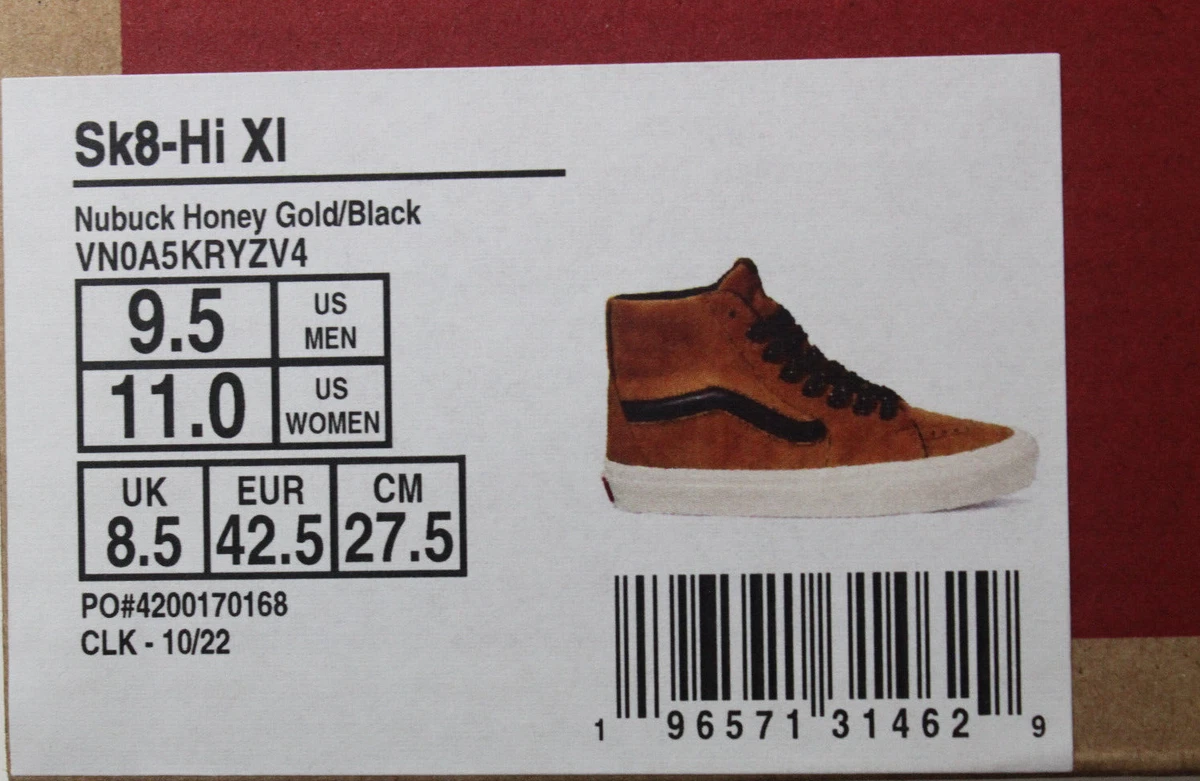 Sk8-Hi XI
Nubuck Honey Gold/Black
VN0A5KRYZV4
9.5 US MEN
11.0 US WOMEN
UK EUR CM
8.5 42.5 27.5
PO#4200170168
CLK - 10/22
1 96571 31462 9